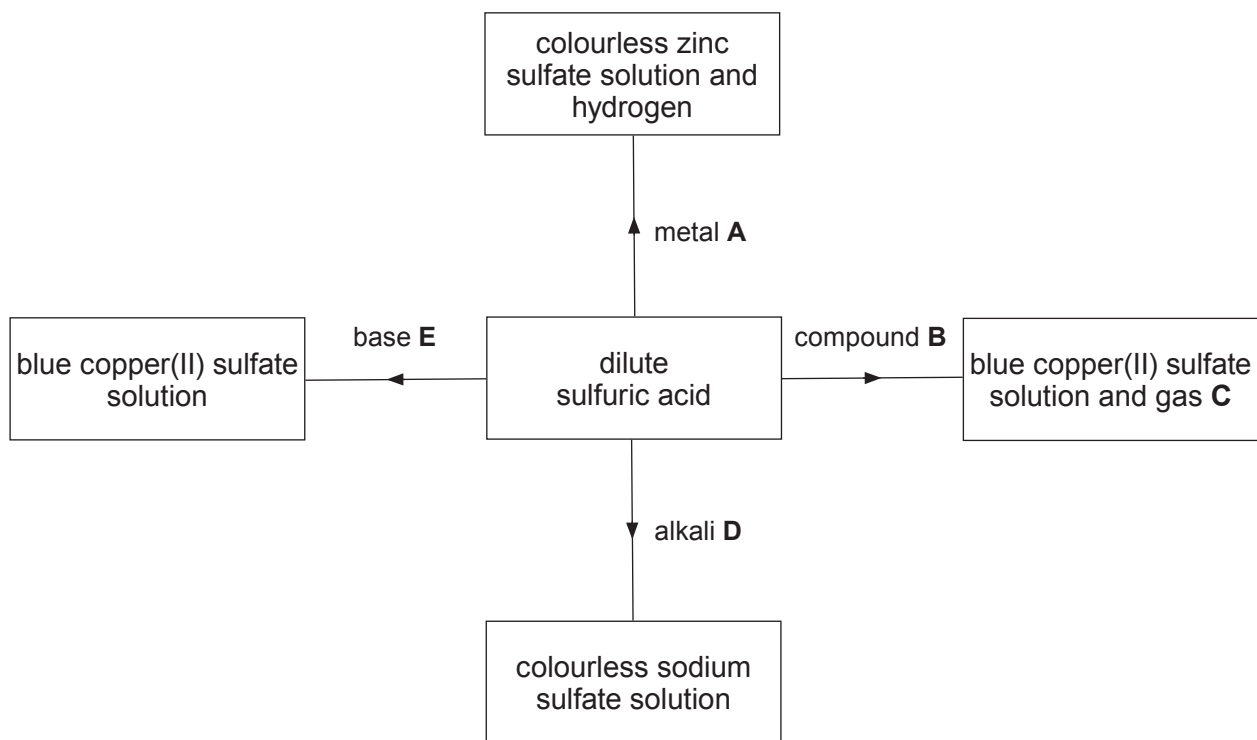 colourless zinc
sulfate solution and
hydrogen
metal A
base E
compound B
blue copper(II) sulfate
solution
dilute
sulfuric acid
blue copper(II) sulfate
solution and gas C
alkali D
colourless sodium
sulfate solution